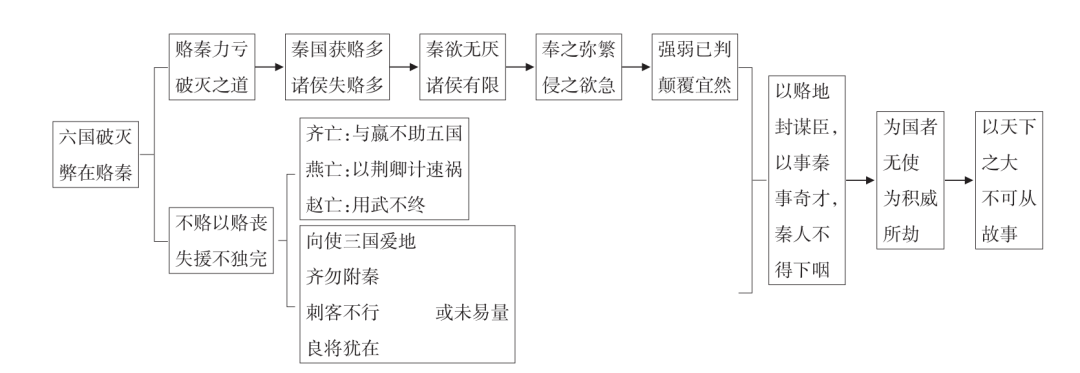 六国破灭
弊在赂秦
赂秦力亏
破灭之道
秦国获赂多
诸侯失赂多
秦欲无厌
诸侯有限
奉之弥繁
侵之欲急
强弱已判
颠覆宜然
不赂以赂丧
失援不独完
齐亡:与嬴不助五国
燕亡:以荆卿计速祸
赵亡:用武不终
向使三国爱地
齐勿附秦
刺客不行 或未易量
良将犹在
以赂地
封谋臣,
以事秦
事奇才,
秦人不
得下咽
为国者
无使
为积威
所劫
以天下
之大
不可从
故事